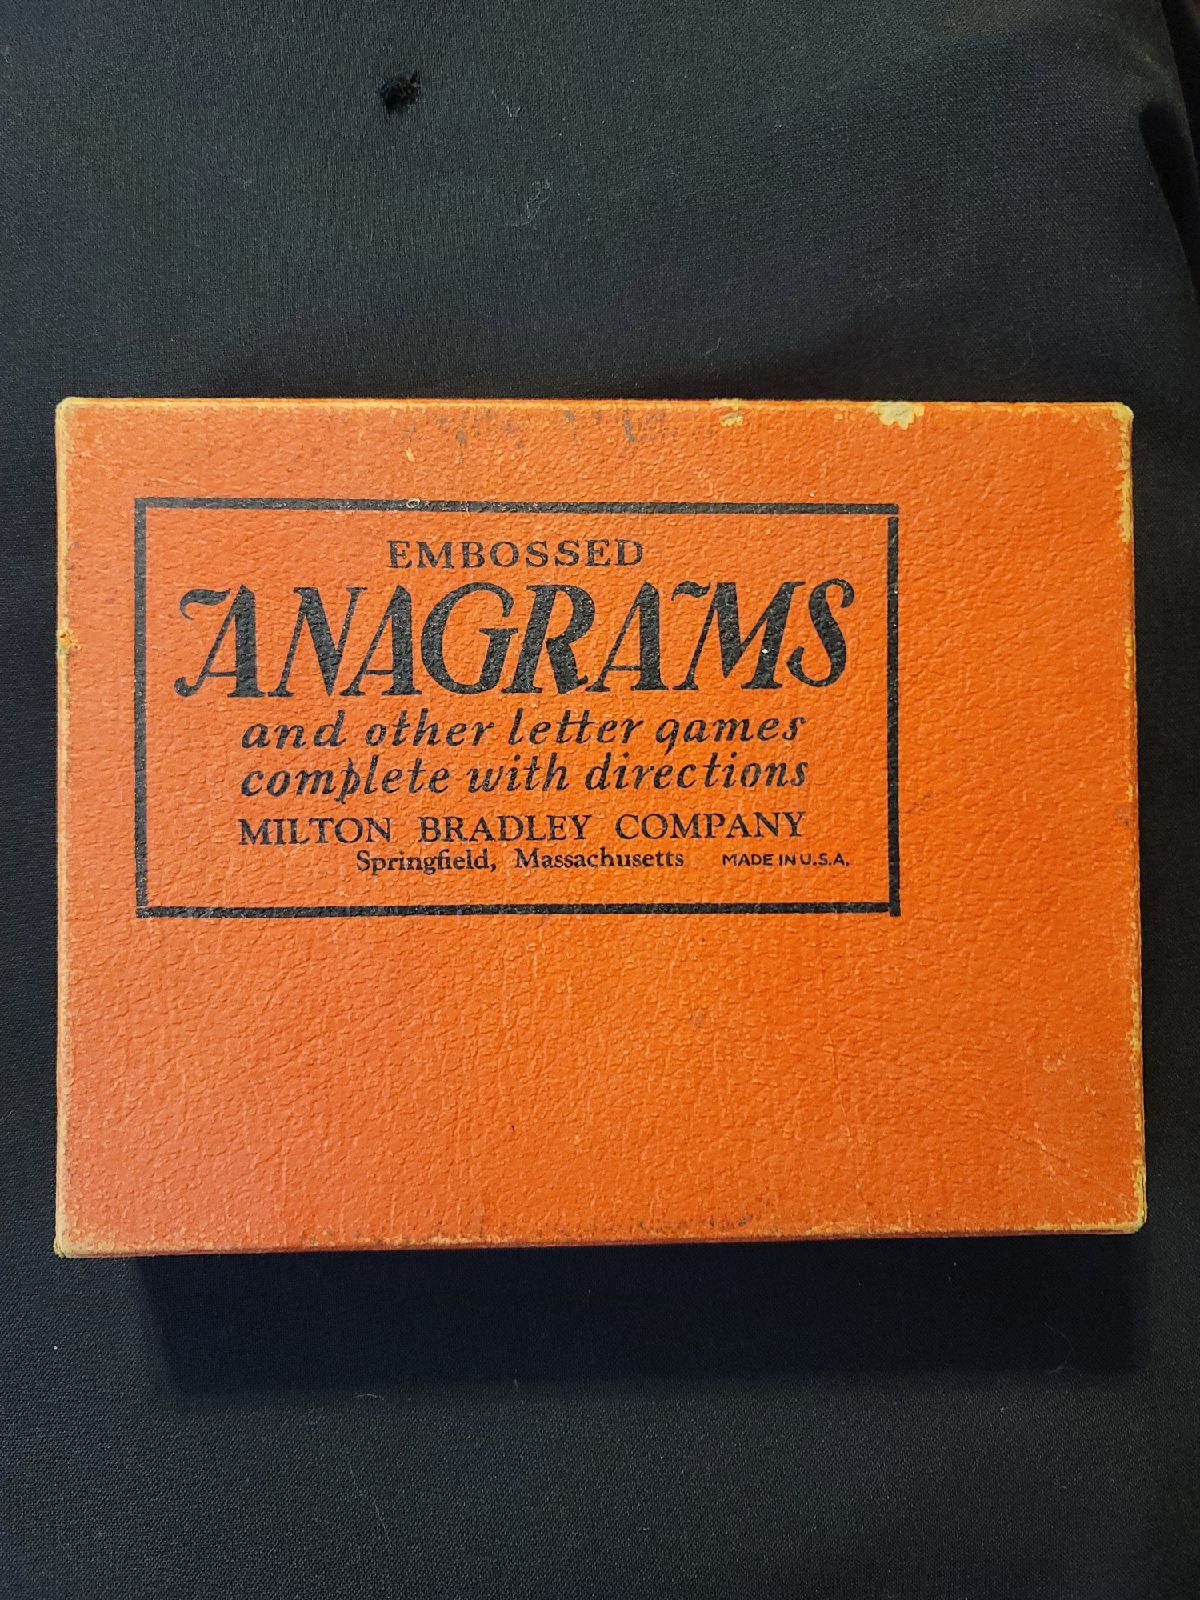 EMBOSSED
ANAGRAMS
and other letter games
complete with directions
MILTON BRADLEY COMPANY
Springfield, Massachusetts MADE IN U.S.A.